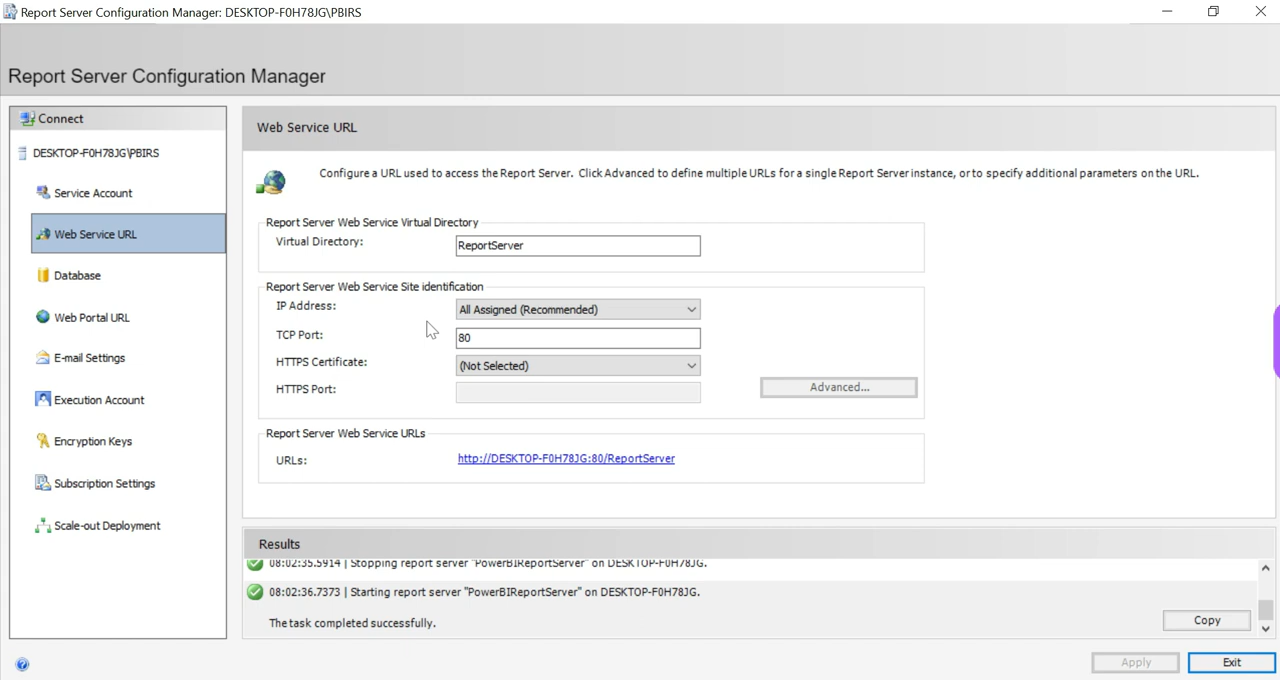 Report Server Configuration Manager: DESKTOP-F0H78JG\PBIRS
Report Server Configuration Manager
Connect
DESKTOP-F0H78JG\PBIRS
Service Account
Web Service URL
Database
Web Portal URL
E-mail Settings
Execution Account
Encryption Keys
Subscription Settings
Scale-out Deployment
Web Service URL
Configure a URL used to access the Report Server. Click Advanced to define multiple URLs for a single Report Server instance, or to specify additional parameters on the URL.
Report Server Web Service Virtual Directory
Virtual Directory: ReportServer
Report Server Web Service Site identification
IP Address: All Assigned (Recommended)
TCP Port: 80
HTTPS Certificate: (Not Selected)
HTTPS Port:
Advanced...
Report Server Web Service URLs
URLs: http://DESKTOP-F0H78JG:80/ReportServer
Results
08:02:35.5914 | Stopping report server "PowerBIReportServer" on DESKTOP-F0H78JG.
08:02:36.7373 | Starting report server "PowerBIReportServer" on DESKTOP-F0H78JG.
The task completed successfully.
Copy
Apply Exit